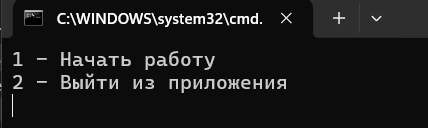 C:\WINDOWS\system32\cmd.
1 - Начать работу
2 - Выйти из приложения